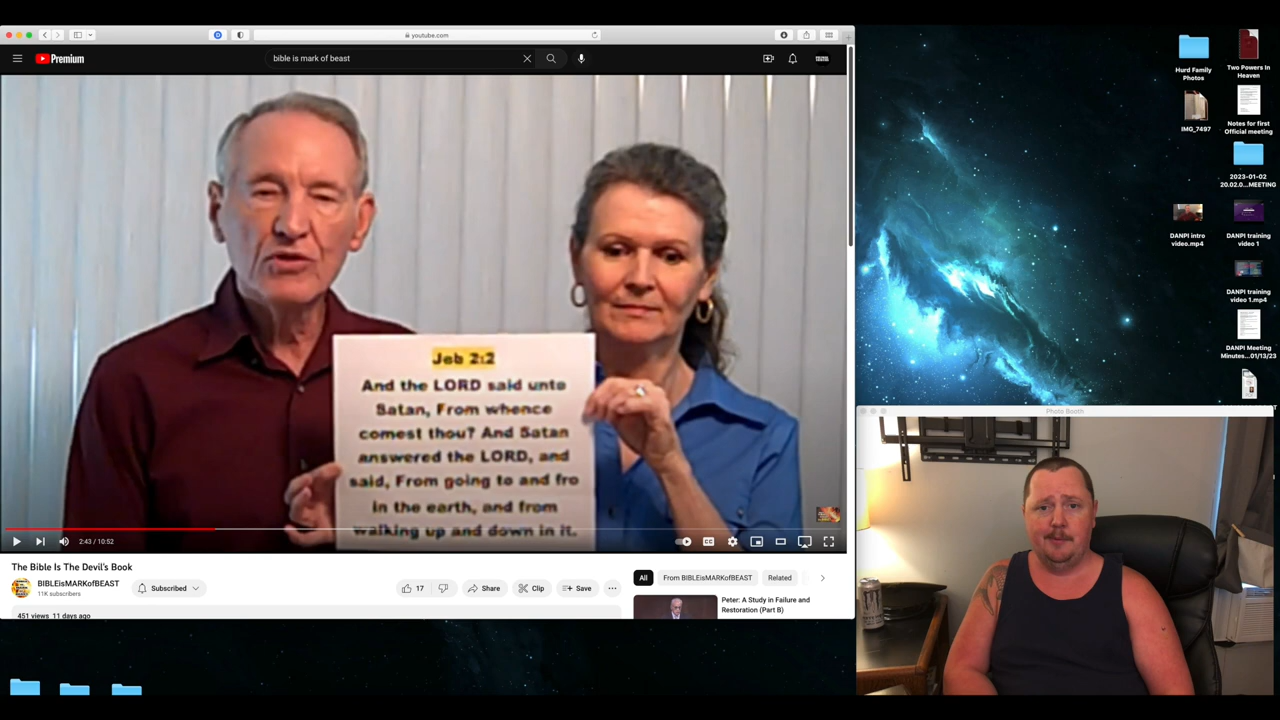 youtube.com
Premium
bible is mark of beast
Job 2:2
And the LORD said unto
Satan, From whence
comest thou? And Satan
answered the LORD, and
said, From going to and fro
in the earth, and from
walking up and down in it.
2:43 / 10:52
The Bible Is The Devil's Book
BIBLEisMARKofBEAST
11K subscribers
Subscribed
17
Share
Clip
Save
451 views 11 days ago
All
From BIBLEisMARKofBEAST
Related
Peter: A Study in Failure and
Restoration (Part B)
Hurd Family
Photos
Two Powers In
Heaven
IMG_7497
Notes for first
Official meeting
2023-01-02
20.02.0...MEETING
DANPI intro
video.mp4
DANPI training
video 1
DANPI training
video 1.mp4
DANPI Meeting
Minutes...01/13/23
Photo Booth